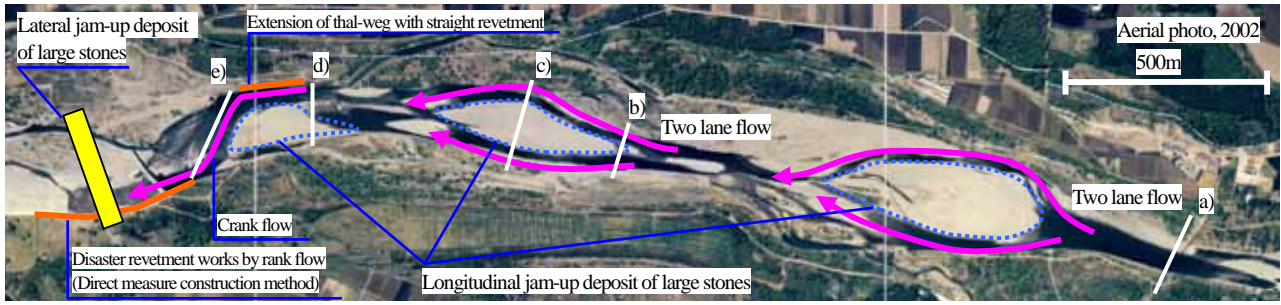 Lateral jam-up deposit
of large stones
Extension of thal-weg with straight revetment
e)
d)
c)
b)
Two lane flow
Aerial photo, 2002
500m
Two lane flow
a)
Crank flow
Disaster revetment works by rank flow
(Direct measure construction method)
Longitudinal jam-up deposit of large stones